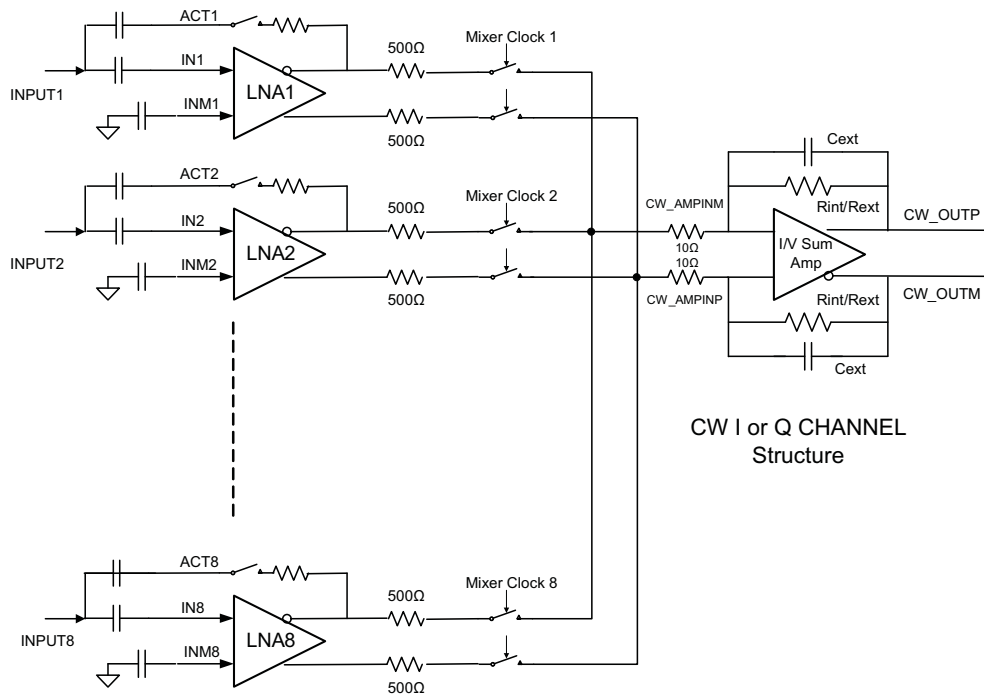 ACT1
500Ω
Mixer Clock 1
IN1
INPUT1
LNA1
INM1
500Ω
Cext
ACT2
500Ω
Mixer Clock 2
CW_AMPINM
Rint/Rext
CW_OUTP
IN2
INPUT2
LNA2
10Ω
10Ω
I/V Sum
Amp
INM2
500Ω
CW_AMPINP
Rint/Rext
CW_OUTM
Cext
CW I or Q CHANNEL
Structure
ACT8
500Ω
Mixer Clock 8
IN8
INPUT8
LNA8
INM8
500Ω